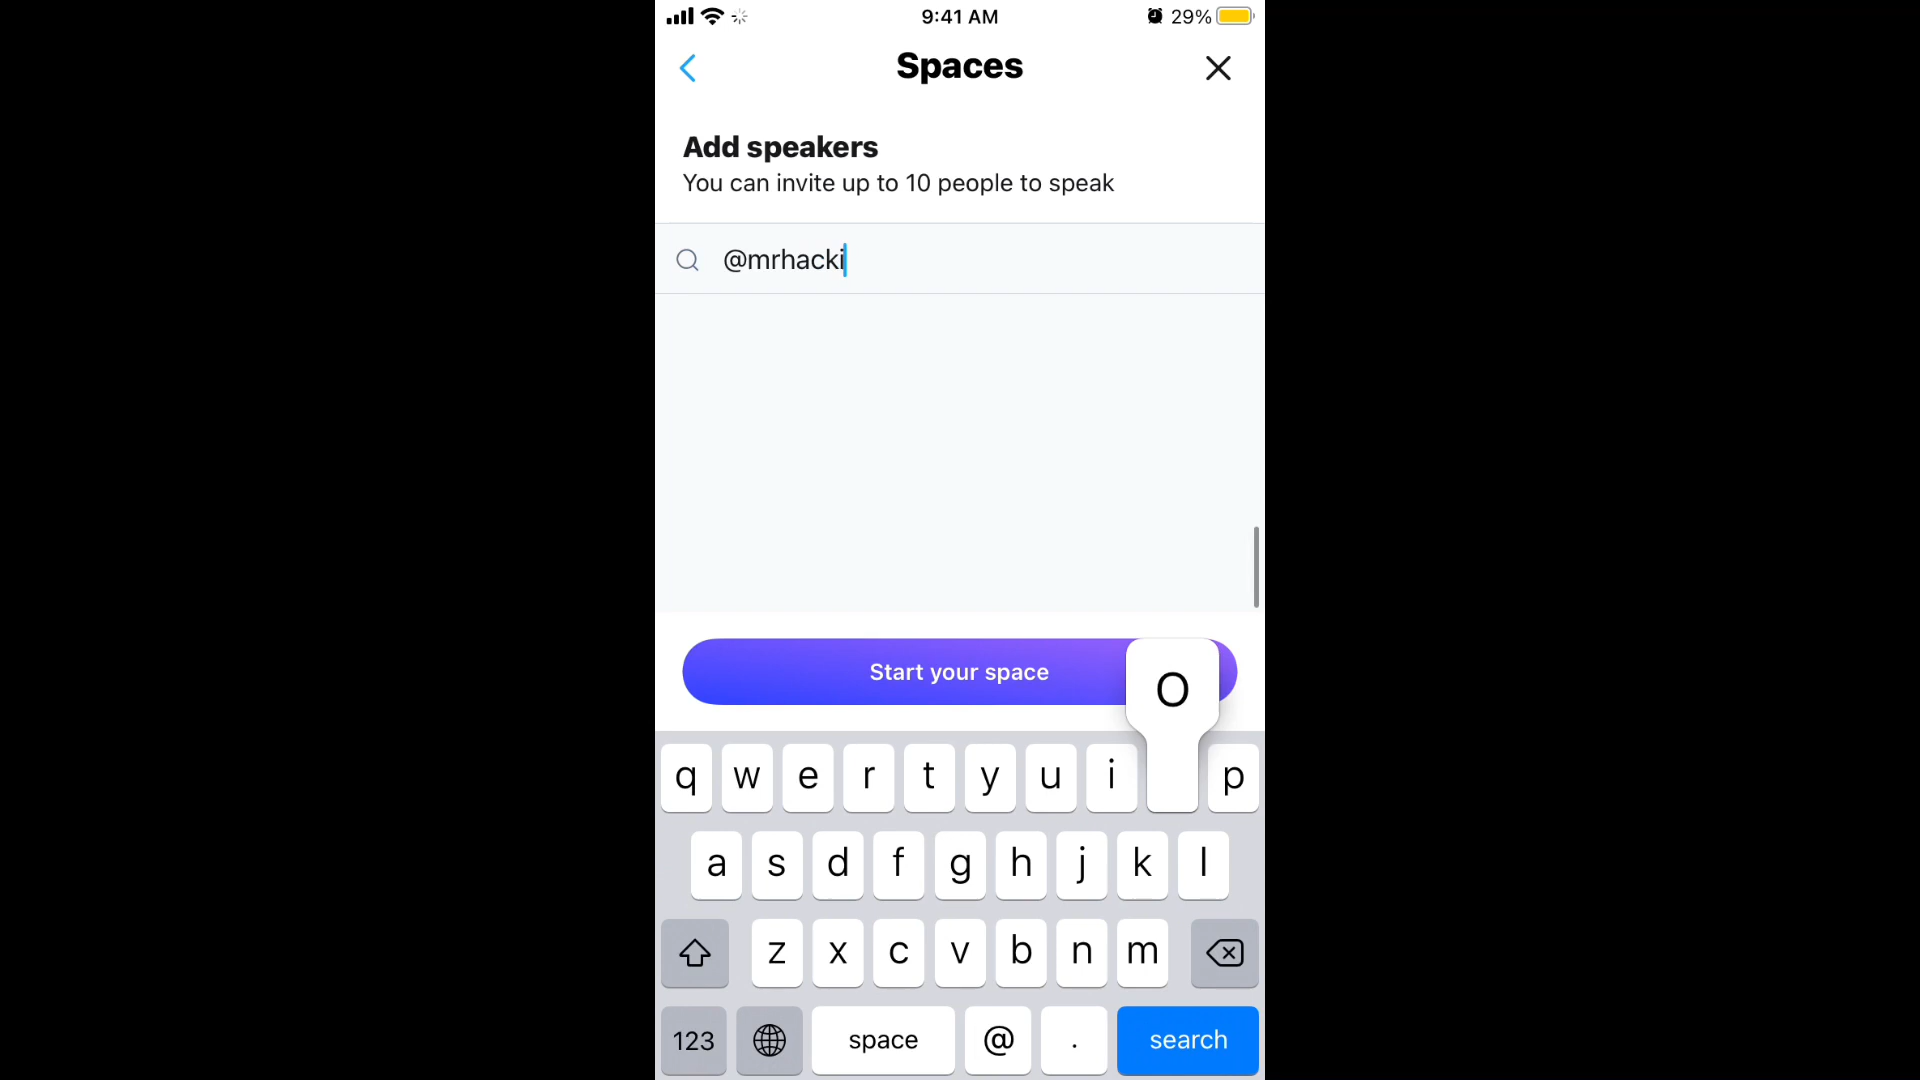 9:41 AM
29%
Spaces
Add speakers
You can invite up to 10 people to speak
@mrhacki
Start your space
o
q w e r t y u i p
a s d f g h j k l
z x c v b n m
123 space @ . search